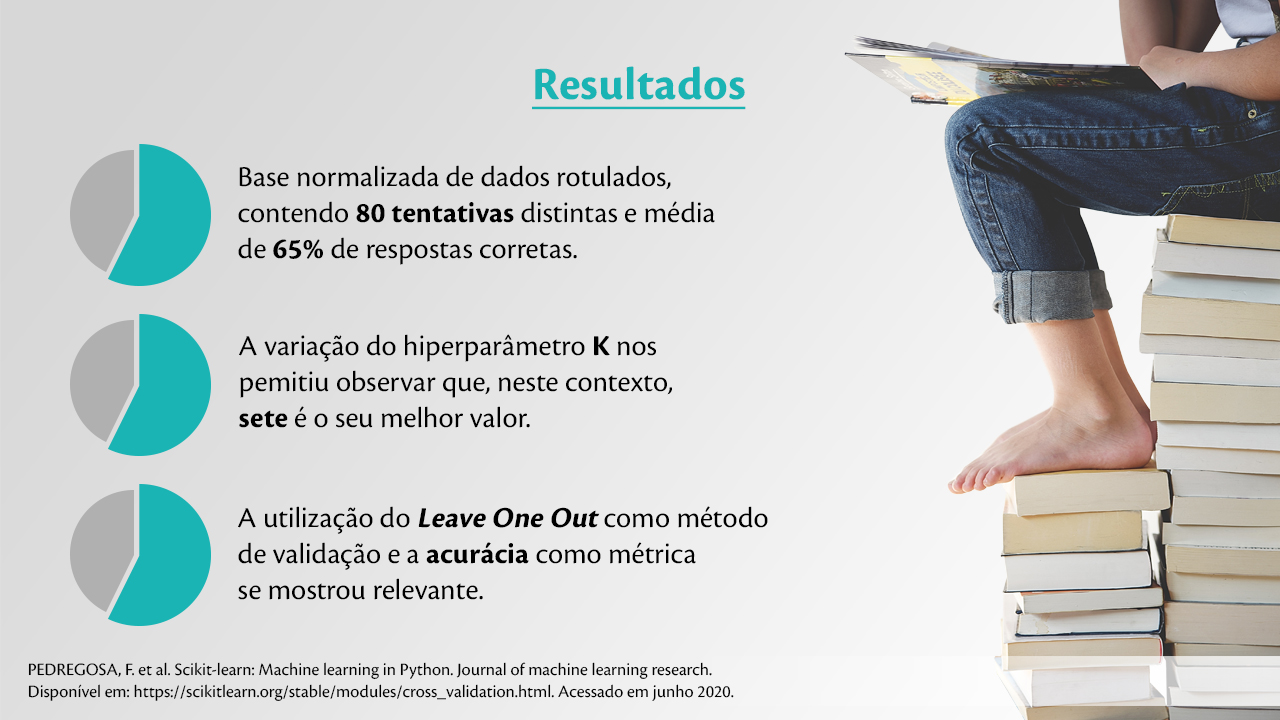 Resultados
Base normalizada de dados rotulados,
contendo 80 tentativas distintas e média
de 65% de respostas corretas.
A variação do hiperparâmetro K nos
pemitiu observar que, neste contexto,
sete é o seu melhor valor.
A utilização do Leave One Out como método
de validação e a acurácia como métrica
se mostrou relevante.
PEDREGOSA, F. et al. Scikit-learn: Machine learning in Python. Journal of machine learning research.
Disponível em: https://scikitlearn.org/stable/modules/cross_validation.html. Acessado em junho 2020.